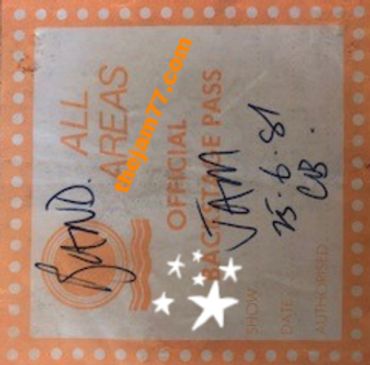 BAND.
ALL
AREAS
thejam77.com
OFFICIAL
BACKSTAGE PASS
SHOW JAM
DATE 25.6.81
AUTHORISED CB.